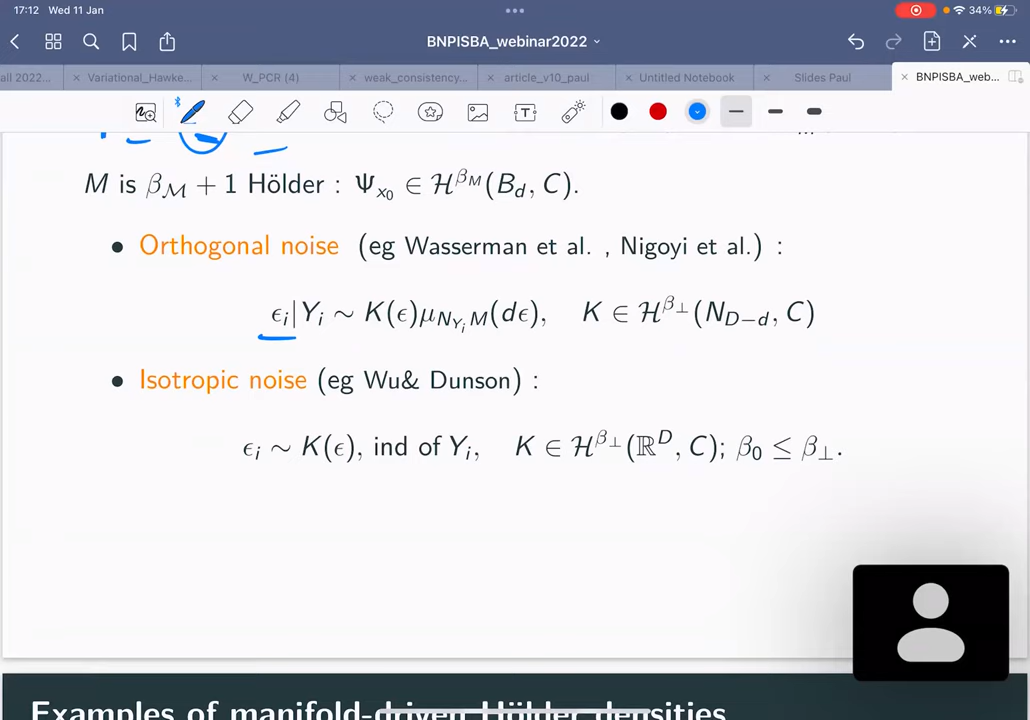 17:12 Wed 11 Jan
34%
BNPISBA_webinar2022
all 2022...
Variational_Hawke...
W_PCR (4)
weak_consistency...
article_v10_paul
Untitled Notebook
Slides Paul
BNPISBA_web...
M is β_ℳ + 1 Hölder : Ψ_{x_0} ∈ ℋ^{β_M}(B_d, C).
• Orthogonal noise (eg Wasserman et al. , Nigoyi et al.) :
ϵ_i|Y_i ∼ K(ϵ)μ_{N_{Y_i}M}(dϵ), K ∈ ℋ^{β_⊥}(N_{D−d}, C)
• Isotropic noise (eg Wu& Dunson) :
ϵ_i ∼ K(ϵ), ind of Y_i, K ∈ ℋ^{β_⊥}(ℝ^D, C); β_0 ≤ β_⊥.
Examples of manifold-driven Hölder densities